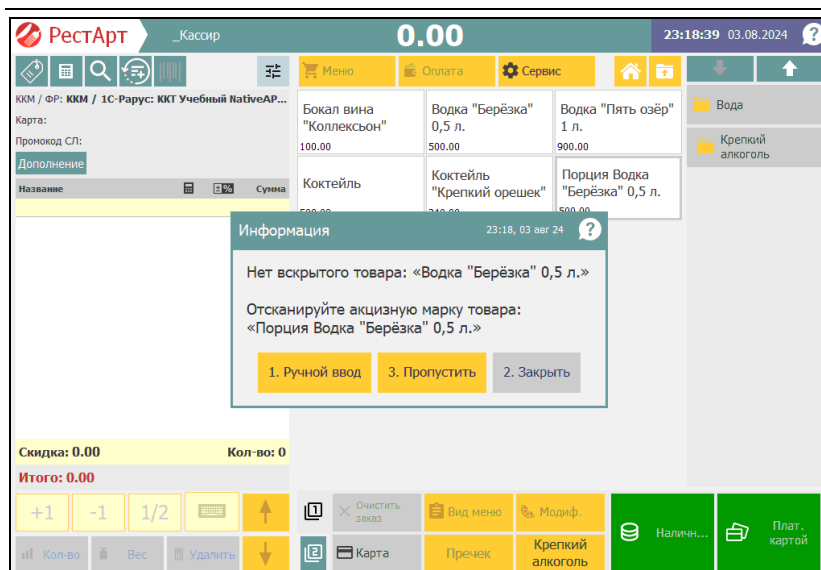 РестАрт
_Кассир
0.00
23:18:39 03.08.2024
?
ККМ / ФР: ККМ / 1С-Рарус: ККТ Учебный NativeAP...
Карта:
Промокод СЛ:
Дополнение
Название
%
Сумма
Меню
Оплата
Сервис
Бокал вина
"Коллексьон"
100.00
Водка "Берёзка"
0,5 л.
500.00
Водка "Пять озёр"
1 л.
900.00
Вода
Крепкий
алкоголь
Коктейль
Коктейль
"Крепкий орешек"
Порция Водка
"Берёзка" 0,5 л.
500.00
Информация
23:18, 03 авг 24
?
Нет вскрытого товара: «Водка "Берёзка" 0,5 л.»
Отсканируйте акцизную марку товара:
«Порция Водка "Берёзка" 0,5 л.»
1. Ручной ввод
3. Пропустить
2. Закрыть
Скидка: 0.00
Кол-во: 0
Итого: 0.00
+1
-1
1/2
1
Очистить
заказ
Вид меню
Модиф.
Кол-во
Вес
Удалить
2
Карта
Пречек
Крепкий
алкоголь
Наличн...
Плат.
картой